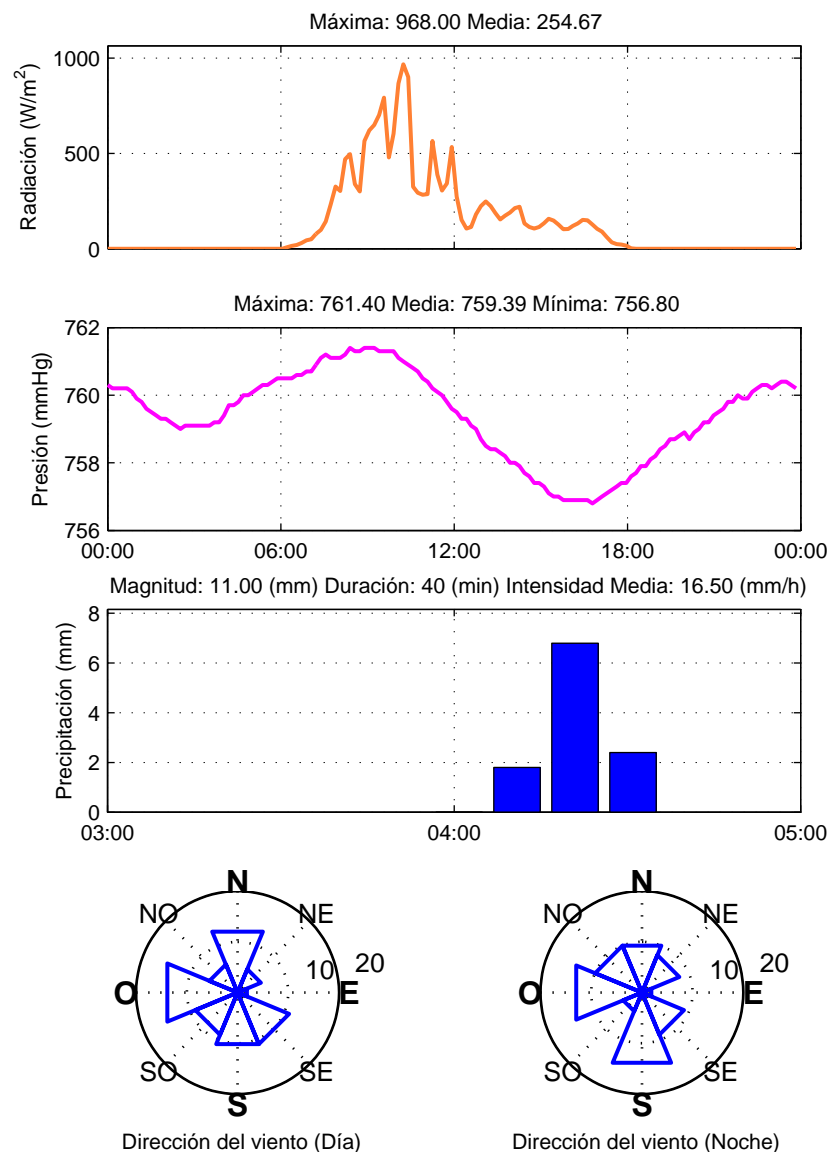 Máxima: 968.00 Media: 254.67
1000
500
0
Radiación (W/m²)
Máxima: 761.40 Media: 759.39 Mínima: 756.80
762
760
758
756
Presión (mmHg)
00:00 06:00 12:00 18:00 00:00
Magnitud: 11.00 (mm) Duración: 40 (min) Intensidad Media: 16.50 (mm/h)
8
6
4
2
0
Precipitación (mm)
03:00 04:00 05:00
N
NO NE
10 20
O E
SO SE
S
Dirección del viento (Día)
N
NO NE
10 20
O E
SO SE
S
Dirección del viento (Noche)